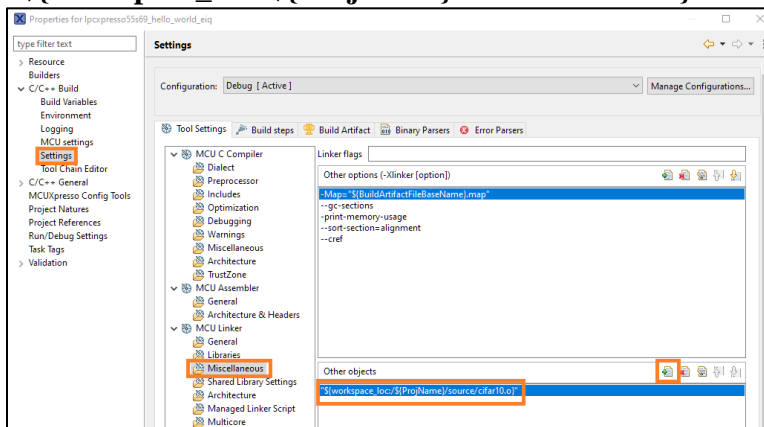 Properties for lpcxpresso55s69_hello_world_eiq
type filter text
Settings
Resource
Builders
C/C++ Build
Build Variables
Environment
Logging
MCU settings
Settings
Tool Chain Editor
C/C++ General
MCUXpresso Config Tools
Project Natures
Project References
Run/Debug Settings
Task Tags
Validation
Configuration: Debug [ Active ]
Manage Configurations...
Tool Settings Build steps Build Artifact Binary Parsers Error Parsers
MCU C Compiler
Dialect
Preprocessor
Includes
Optimization
Debugging
Warnings
Miscellaneous
Architecture
TrustZone
MCU Assembler
General
Architecture & Headers
MCU Linker
General
Libraries
Miscellaneous
Shared Library Settings
Architecture
Managed Linker Script
Multicore
Linker flags
Other options (-Xlinker [option])
-Map="${BuildArtifactFileBaseName}.map"
--gc-sections
-print-memory-usage
--sort-section=alignment
--cref
Other objects
"${workspace_loc:/${ProjName}/source/cifar10.o}"